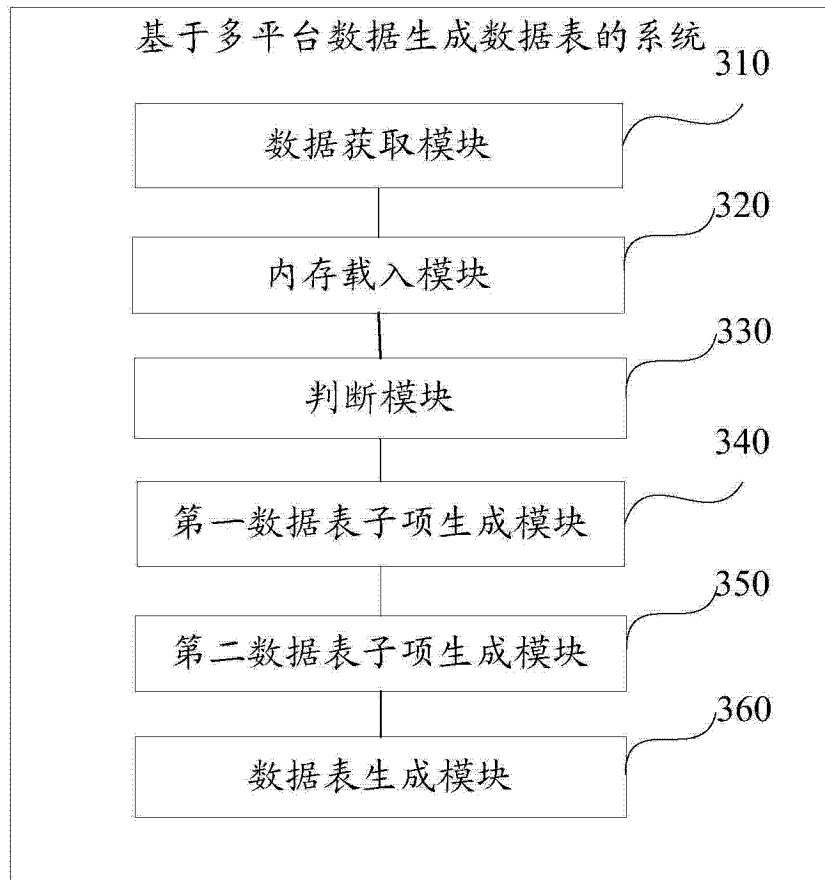 基于多平台数据生成数据表的系统
310
数据获取模块
320
内存载入模块
330
判断模块
340
第一数据表子项生成模块
350
第二数据表子项生成模块
360
数据表生成模块